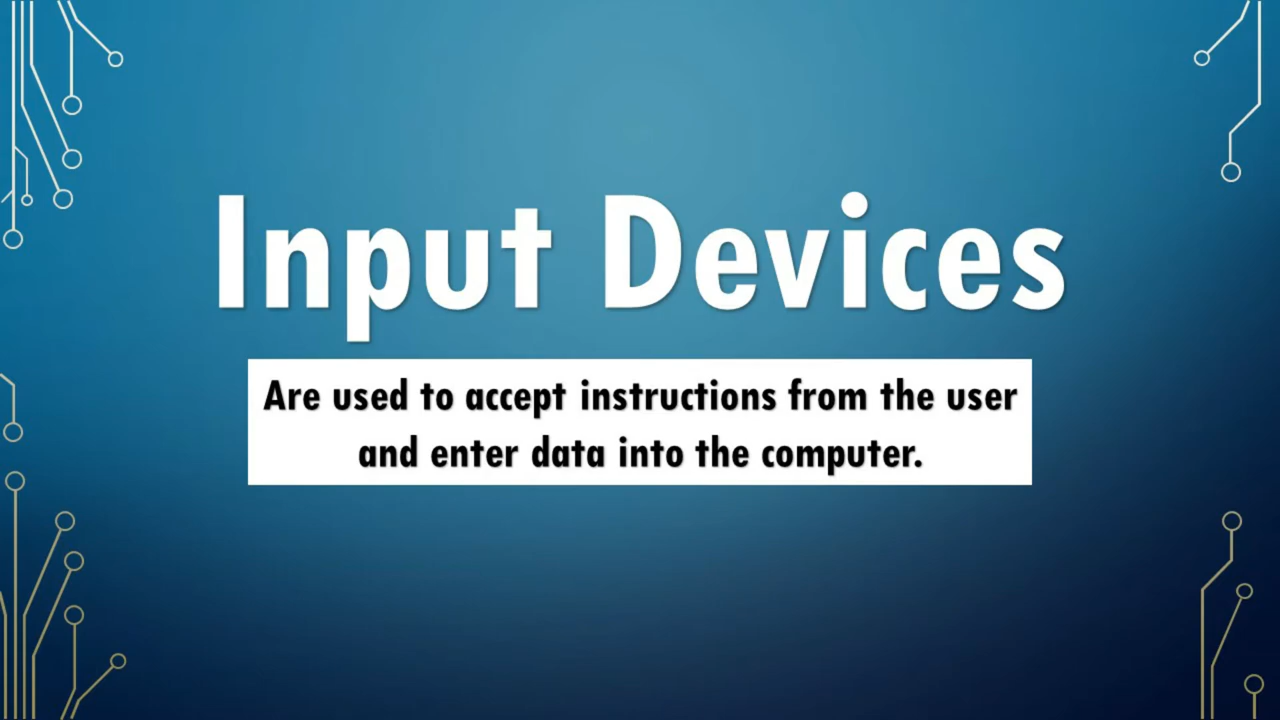 Input Devices
Are used to accept instructions from the user
and enter data into the computer.